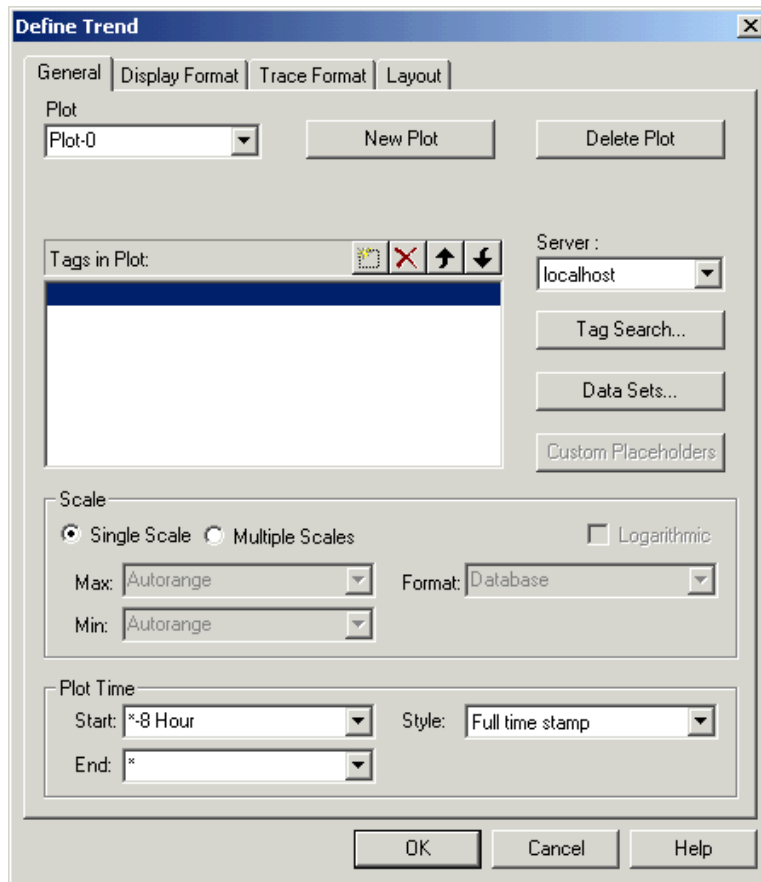 Define Trend
General Display Format Trace Format Layout
Plot
Plot-0 New Plot Delete Plot
Tags in Plot:
Server :
localhost
Tag Search...
Data Sets...
Custom Placeholders
Scale
Single Scale Multiple Scales Logarithmic
Max: Autorange Format: Database
Min: Autorange
Plot Time
Start: *-8 Hour Style: Full time stamp
End: *
OK Cancel Help